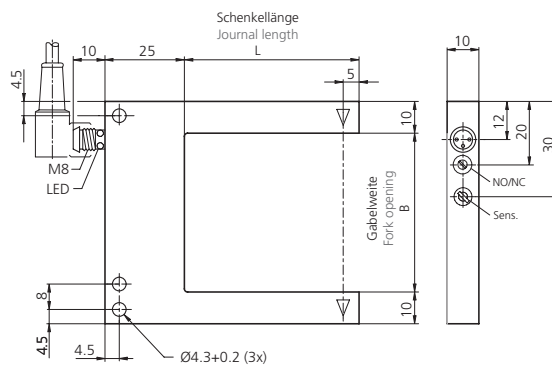 Schenkellänge
Journal length
10
25
L
10
4.5
5
10
12
20
30
M8
LED
Gabelweite
Fork opening
B
NO/NC
Sens.
8
10
4.5
4.5
Ø4.3+0.2 (3x)